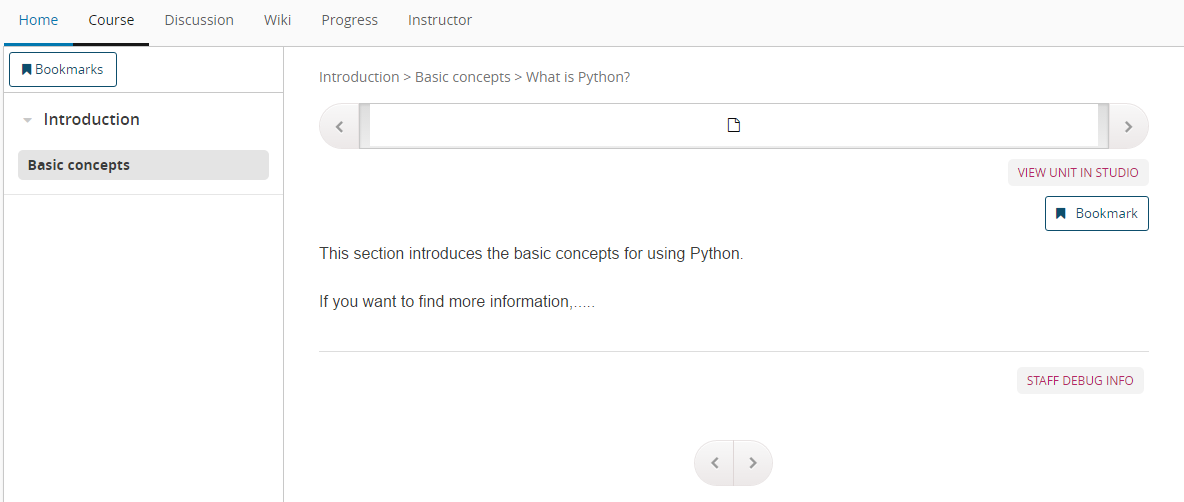 Home Course Discussion Wiki Progress Instructor
Bookmarks
Introduction
Basic concepts
Introduction > Basic concepts > What is Python?
VIEW UNIT IN STUDIO
Bookmark
This section introduces the basic concepts for using Python.
If you want to find more information,.....
STAFF DEBUG INFO